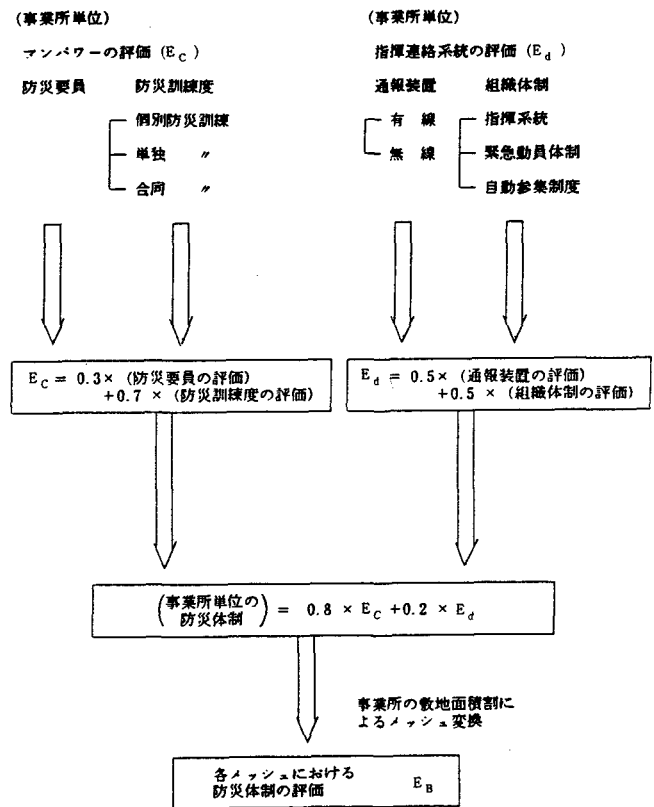 (事業所単位)
マンパワーの評価 (E_C)
防災要員 防災訓練度
個別防災訓練
単独 〃
合同 〃
(事業所単位)
指揮連絡系統の評価 (E_d)
通報装置 組織体制
有 線 指揮系統
無 線 緊急動員体制
自動参集制度
E_C = 0.3× (防災要員の評価)
+0.7 × (防災訓練度の評価)
E_d = 0.5× (通報装置の評価)
+0.5 × (組織体制の評価)
(事業所単位の
防災体制) = 0.8 × E_C +0.2 × E_d
事業所の敷地面積割に
よるメッシュ変換
各メッシュにおける
防災体制の評価 E_B